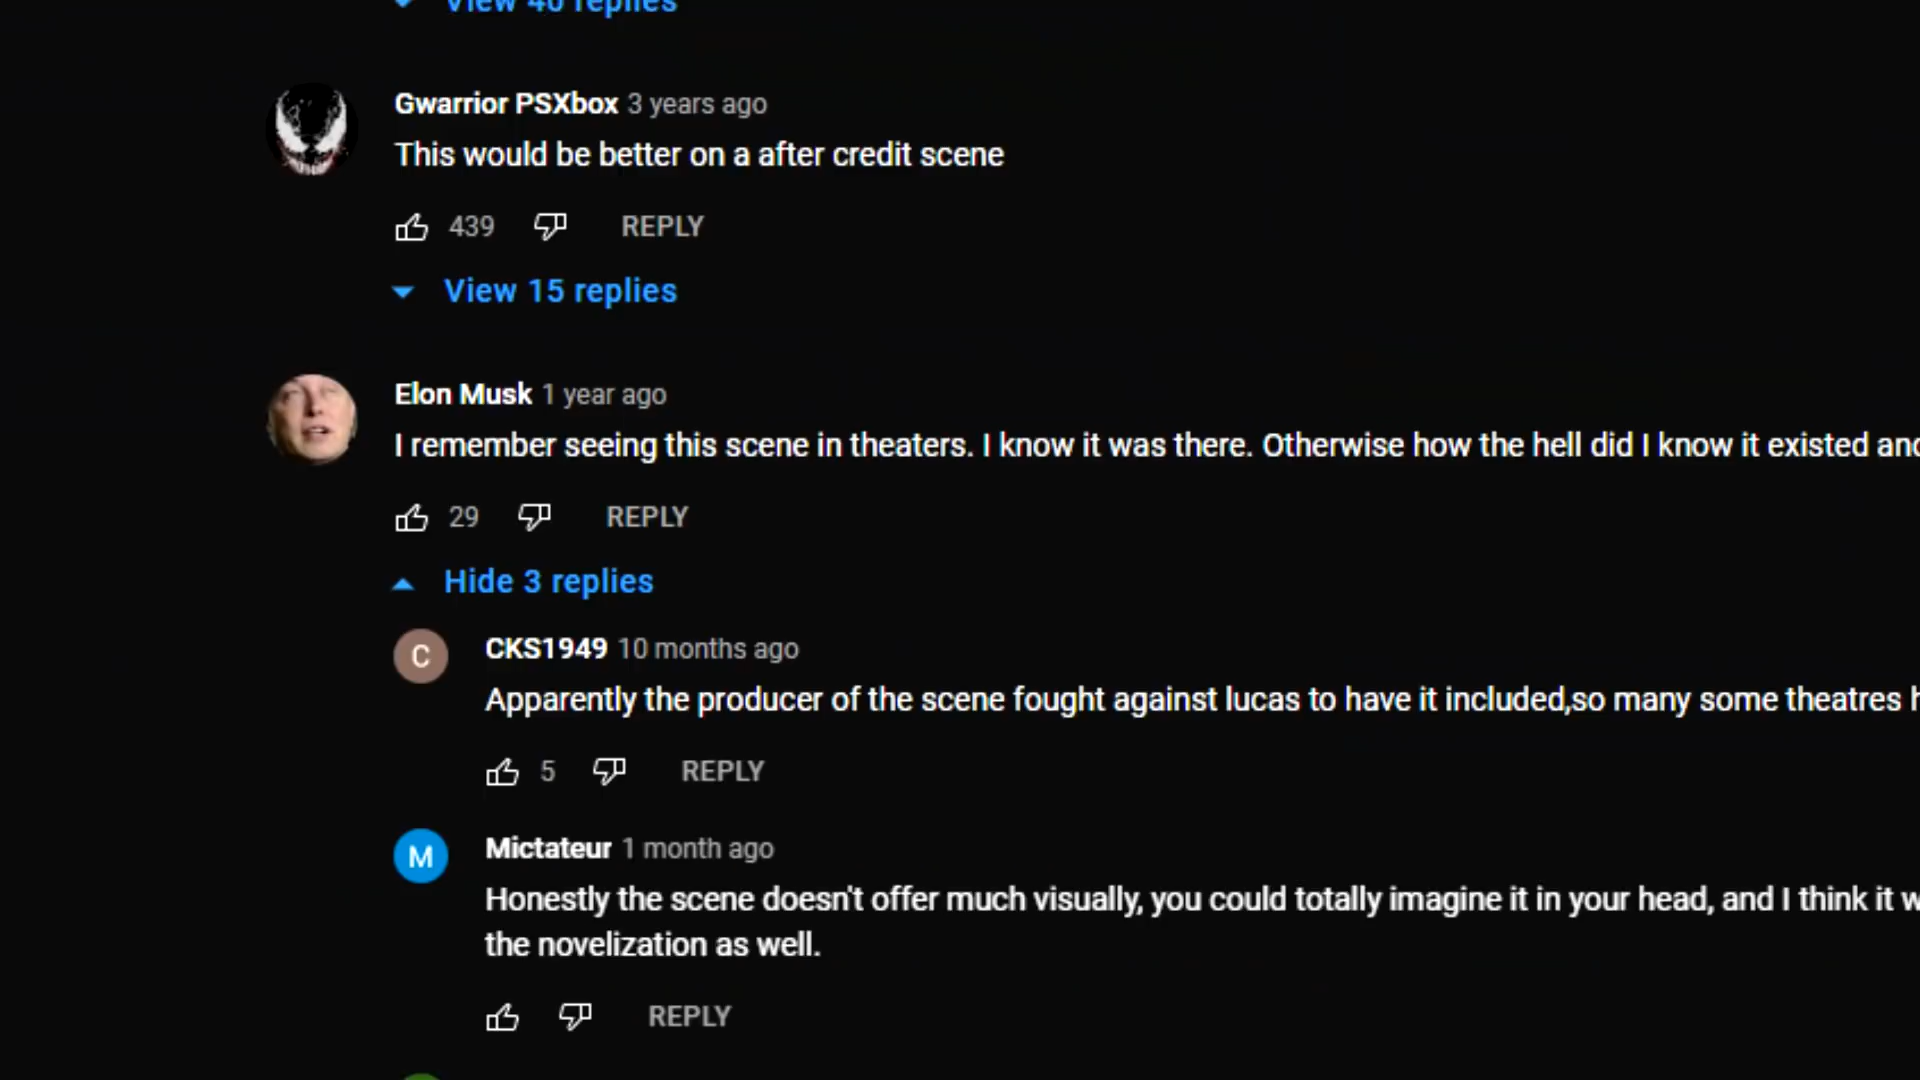 View 40 replies
Gwarrior PSXbox 3 years ago
This would be better on a after credit scene
439 REPLY
View 15 replies
Elon Musk 1 year ago
I remember seeing this scene in theaters. I know it was there. Otherwise how the hell did I know it existed
29 REPLY
Hide 3 replies
C
CKS1949 10 months ago
Apparently the producer of the scene fought against lucas to have it included,so many some theatres
5 REPLY
M
Mictateur 1 month ago
Honestly the scene doesn't offer much visually, you could totally imagine it in your head, and I think it
the novelization as well.
REPLY